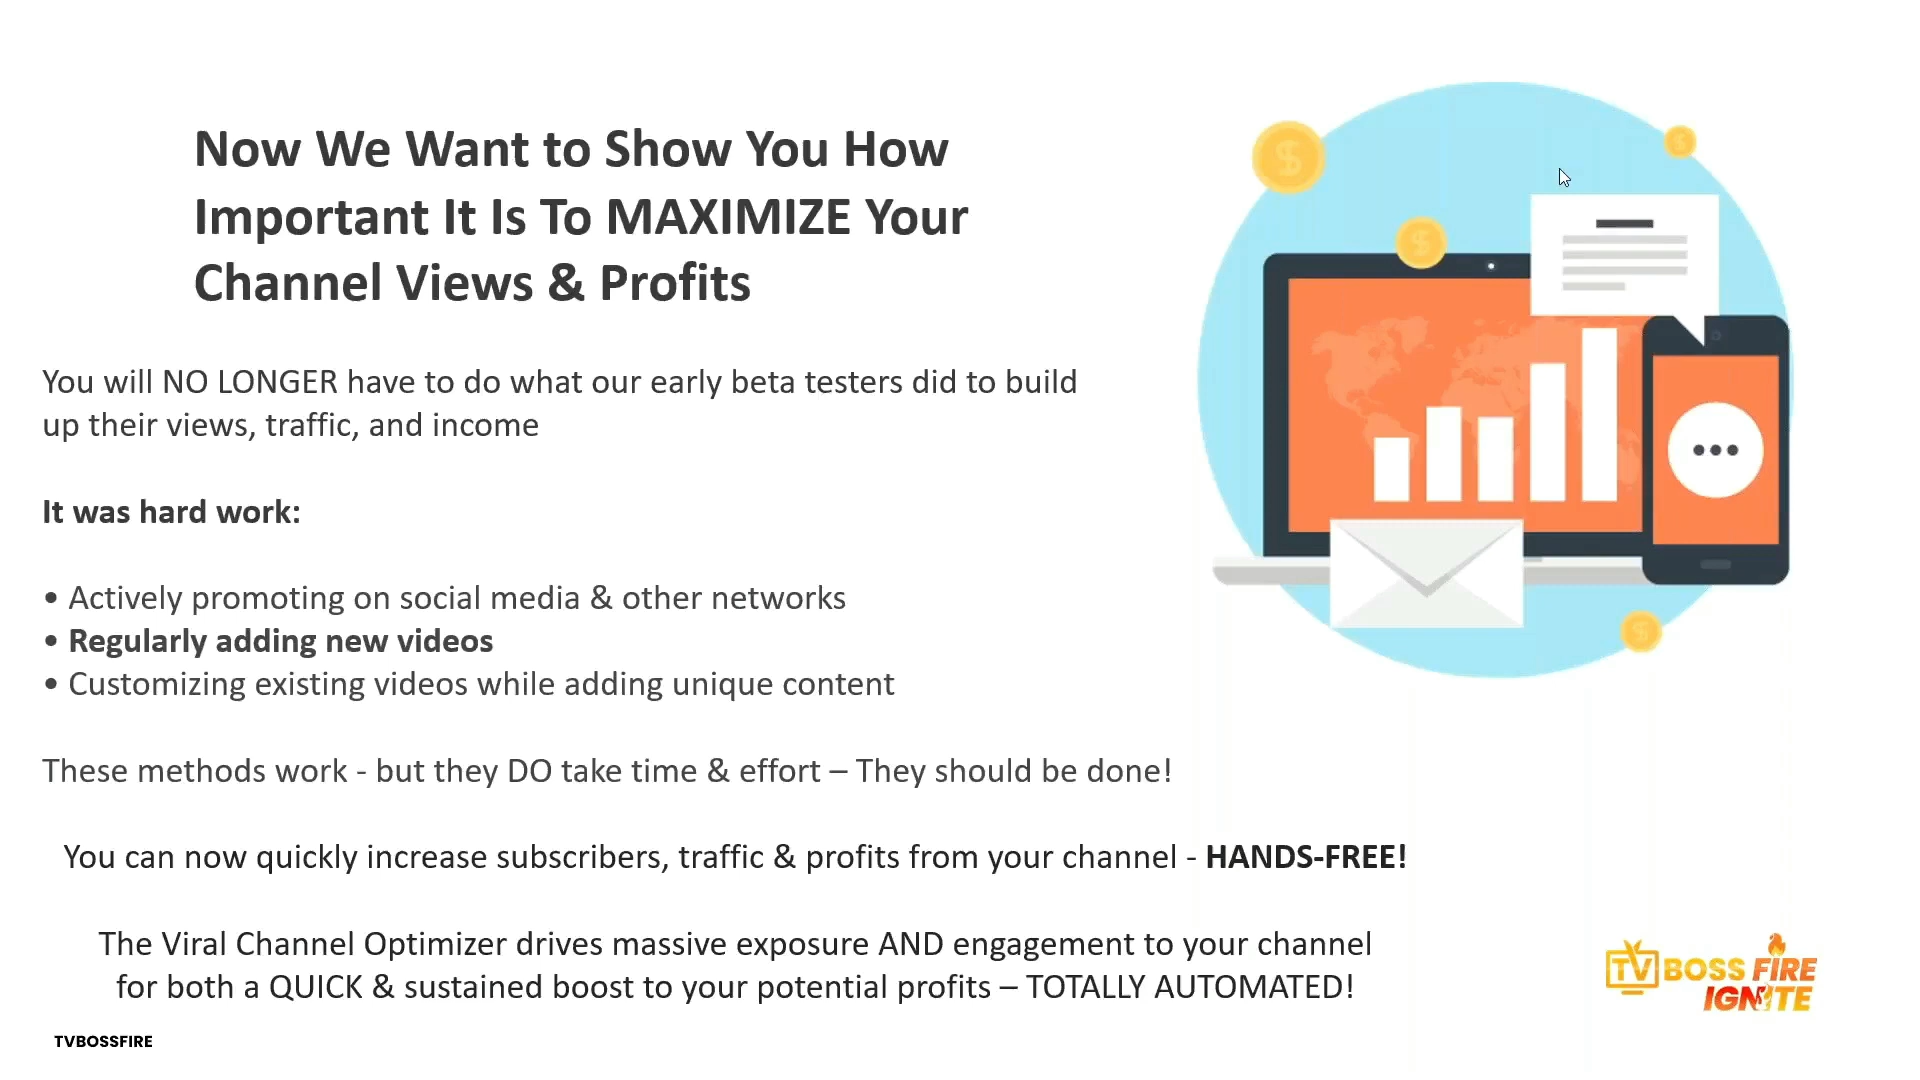 Now We Want to Show You How
Important It Is To MAXIMIZE Your
Channel Views & Profits
You will NO LONGER have to do what our early beta testers did to build
up their views, traffic, and income
It was hard work:
• Actively promoting on social media & other networks
• Regularly adding new videos
• Customizing existing videos while adding unique content
These methods work - but they DO take time & effort – They should be done!
You can now quickly increase subscribers, traffic & profits from your channel - HANDS-FREE!
The Viral Channel Optimizer drives massive exposure AND engagement to your channel
for both a QUICK & sustained boost to your potential profits – TOTALLY AUTOMATED!
TV BOSS FIRE
IGNITE
TVBOSSFIRE